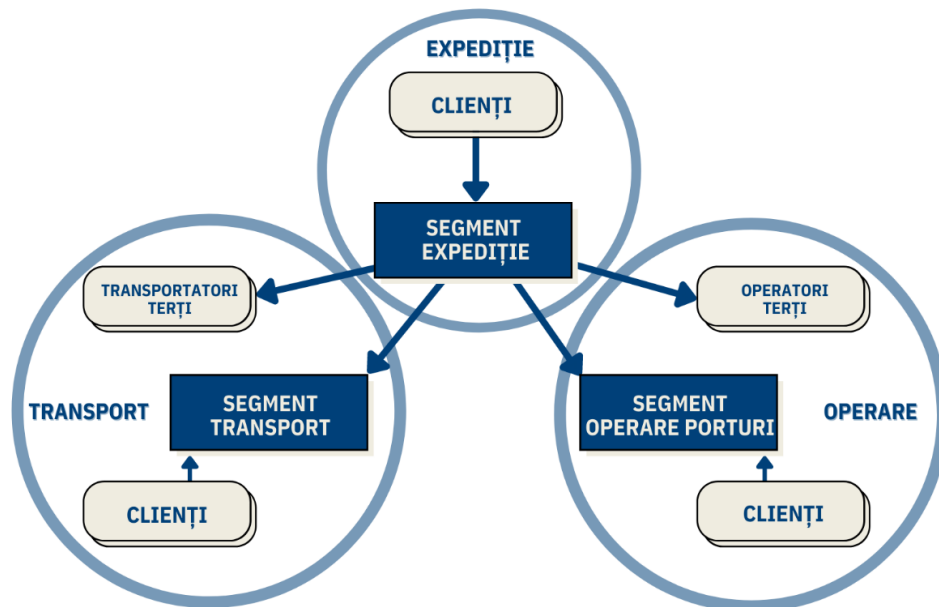 EXPEDIȚIE
CLIENȚI
SEGMENT
EXPEDIȚIE
TRANSPORTATORI
TERȚI
OPERATORI
TERȚI
TRANSPORT
SEGMENT
TRANSPORT
SEGMENT
OPERARE PORTURI
OPERARE
CLIENȚI
CLIENȚI